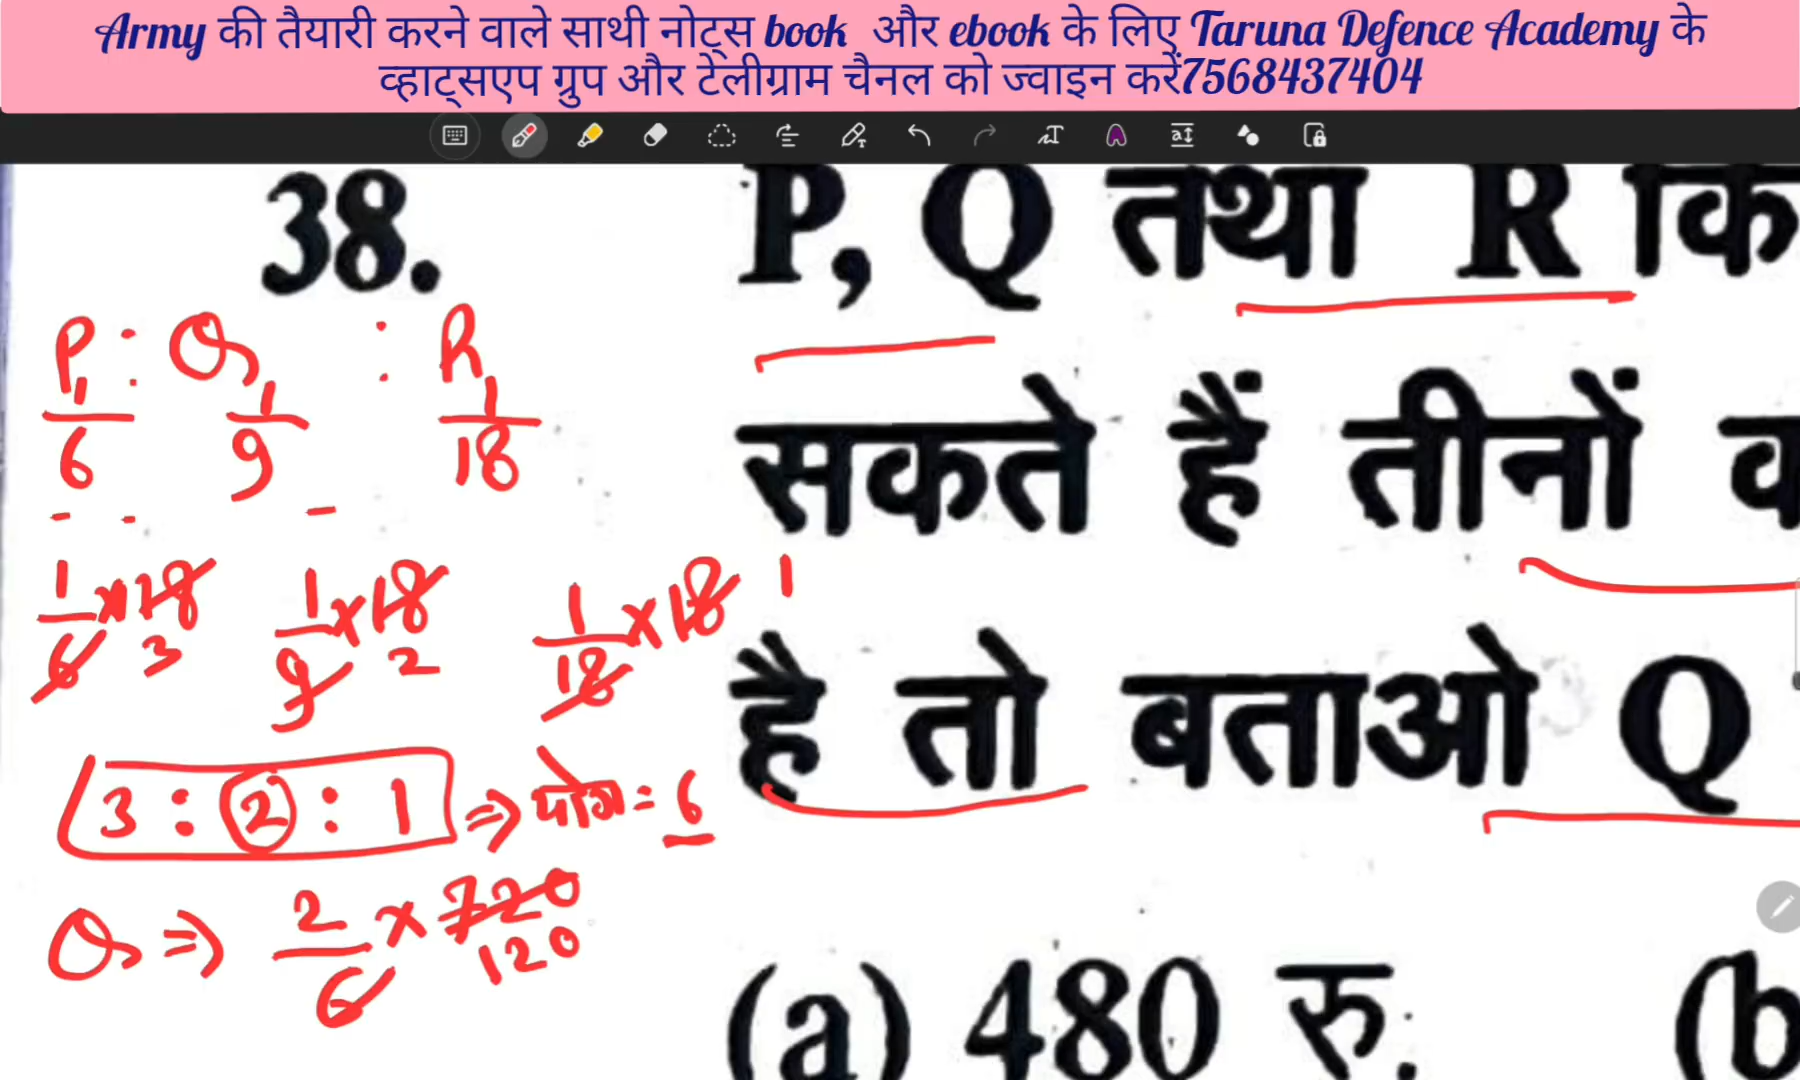 Army की तैयारी करने वाले साथी नोट्स book और ebook के लिए Taruna Defence Academy के
व्हाट्सएप ग्रुप और टेलीग्राम चैनल को ज्वाइन करें7568437404
38. P, Q तथा R कि
सकते हैं तीनों व
है तो बताओ Q
(a) 480 रु. (b
P : Q : R
1/6 1/9 1/18
1/6 × 18 3 1/9 × 18 2 1/18 × 18 1
3 : 2 : 1 ⇒ योग = 6
Q ⇒ 2/6 × 720 120